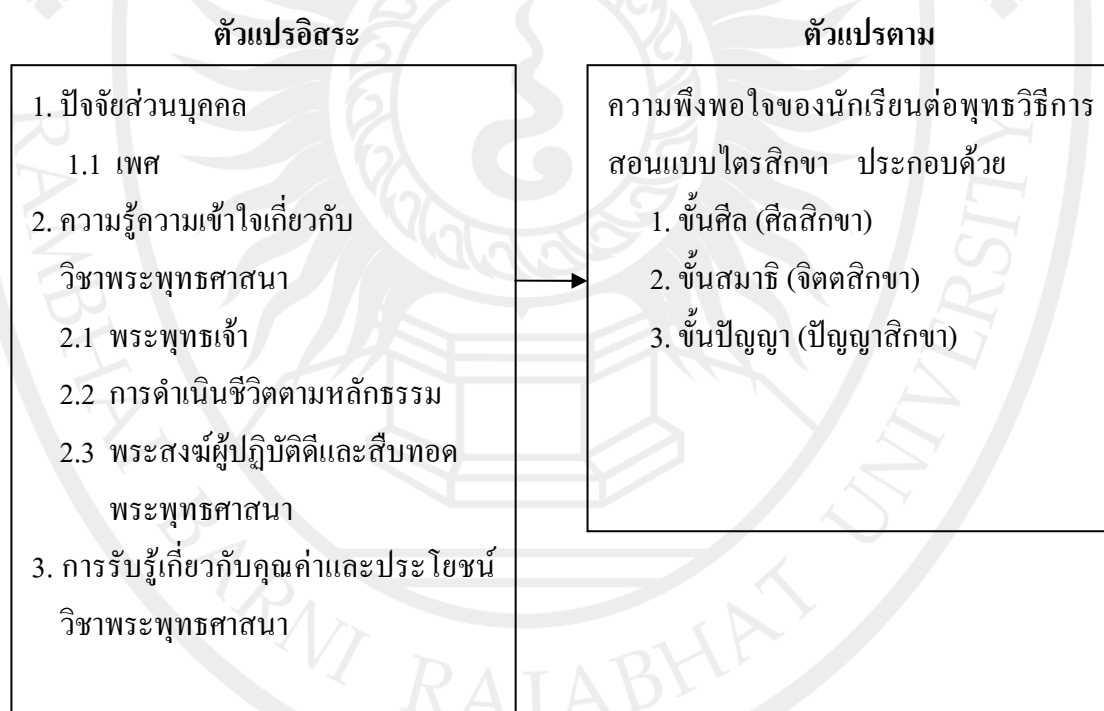 ตัวแปรอิสระ
1. ปัจจัยส่วนบุคคล
1.1 เพศ
2. ความรู้ความเข้าใจเกี่ยวกับ
วิชาพระพุทธศาสนา
2.1 พระพุทธเจ้า
2.2 การดำเนินชีวิตตามหลักธรรม
2.3 พระสงฆ์ผู้ปฏิบัติดีและสืบทอด
พระพุทธศาสนา
3. การรับรู้เกี่ยวกับคุณค่าและประโยชน์
วิชาพระพุทธศาสนา
ตัวแปรตาม
ความพึงพอใจของนักเรียนต่อพุทธวิธีการ
สอนแบบไตรสิกขา ประกอบด้วย
1. ขั้นศีล (ศีลสิกขา)
2. ขั้นสมาธิ (จิตตสิกขา)
3. ขั้นปัญญา (ปัญญาสิกขา)
RAMBHAI BARNI RAJABHAT UNIVERSITY